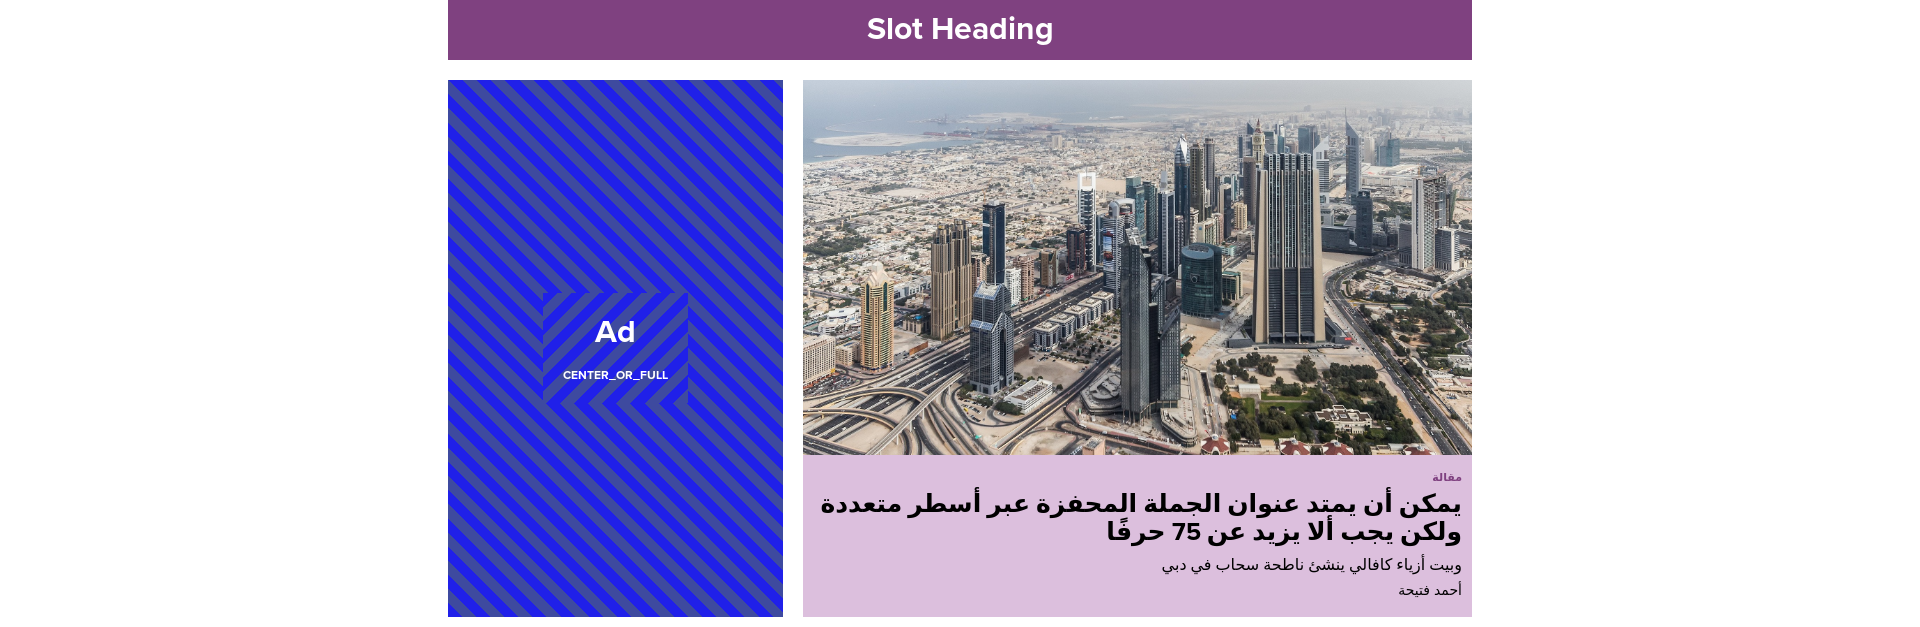 Slot Heading
Ad
CENTER_OR_FULL
مقالة
يمكن أن يمتد عنوان الجملة المحفزة عبر أسطر متعددة
ولكن يجب ألا يزيد عن 75 حرفًا
وبيت أزياء كافالي ينشئ ناطحة سحاب في دبي
أحمد فتيحة